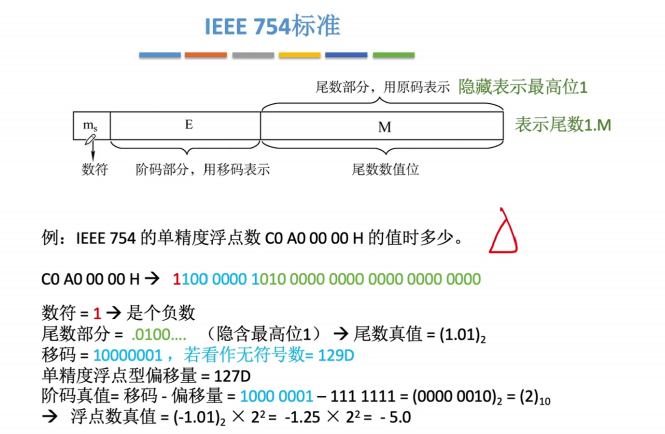 IEEE 754标准
尾数部分，用原码表示 隐藏表示最高位1
mₛ E M 表示尾数1.M
数符 阶码部分，用移码表示 尾数数值位
例：IEEE 754 的单精度浮点数 C0 A0 00 00 H 的值时多少。
C0 A0 00 00 H → 1100 0000 1010 0000 0000 0000 0000 0000
数符 = 1 → 是个负数
尾数部分 = .0100.... （隐含最高位1） → 尾数真值 = (1.01)₂
移码 = 10000001 ，若看作无符号数= 129D
单精度浮点型偏移量 = 127D
阶码真值= 移码 - 偏移量 = 1000 0001 – 111 1111 = (0000 0010)₂ = (2)₁₀
→ 浮点数真值 = (-1.01)₂ × 2² = -1.25 × 2² = - 5.0